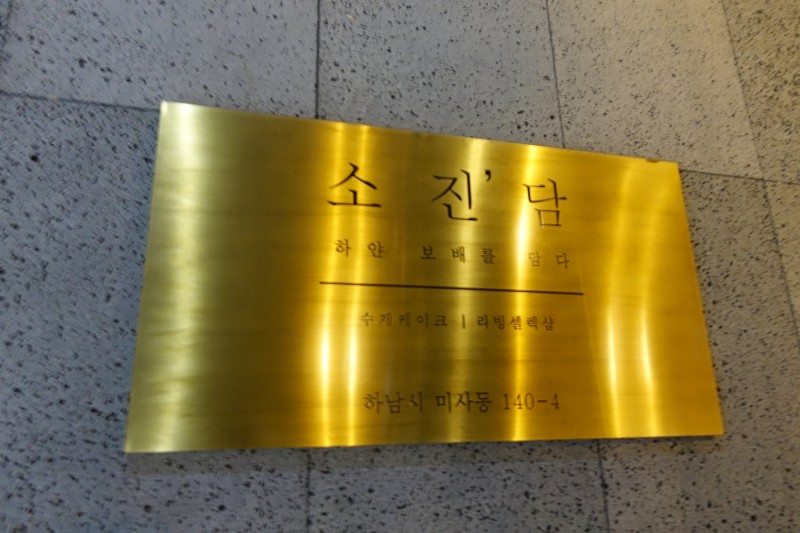 소 진' 담
하얀 보배를 담다
수제케이크 | 리빙셀렉샵
하남시 미사동 140-4